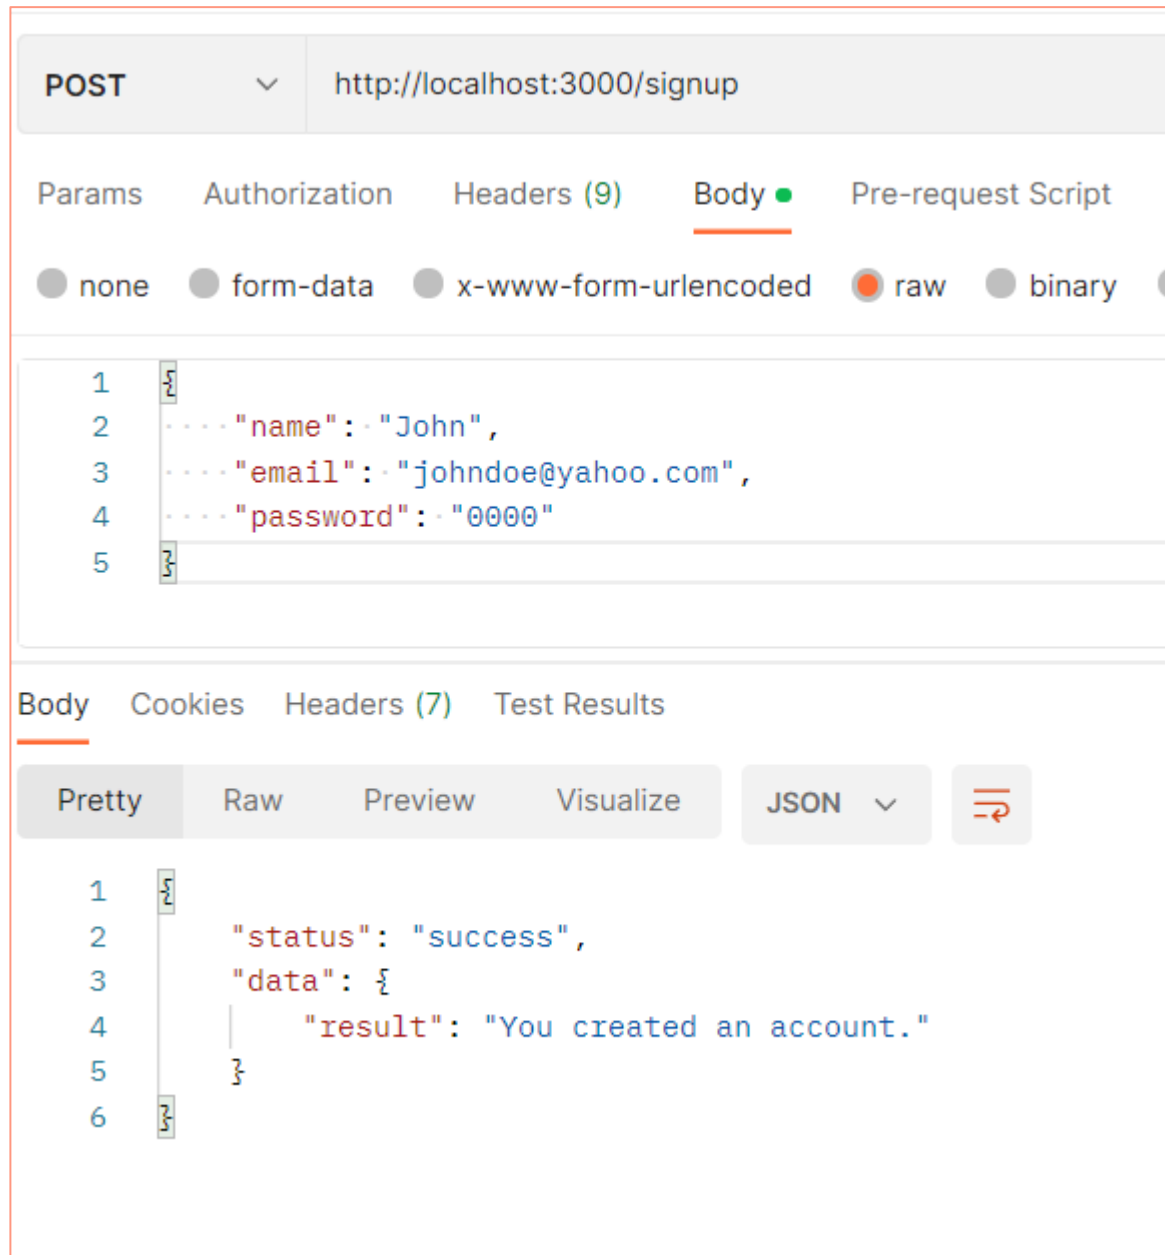 POST http://localhost:3000/signup
Params Authorization Headers (9) Body Pre-request Script
none form-data x-www-form-urlencoded raw binary
1 {
2 "name": "John",
3 "email": "johndoe@yahoo.com",
4 "password": "0000"
5 }
Body Cookies Headers (7) Test Results
Pretty Raw Preview Visualize JSON
1 {
2 "status": "success",
3 "data": {
4 "result": "You created an account."
5 }
6 }